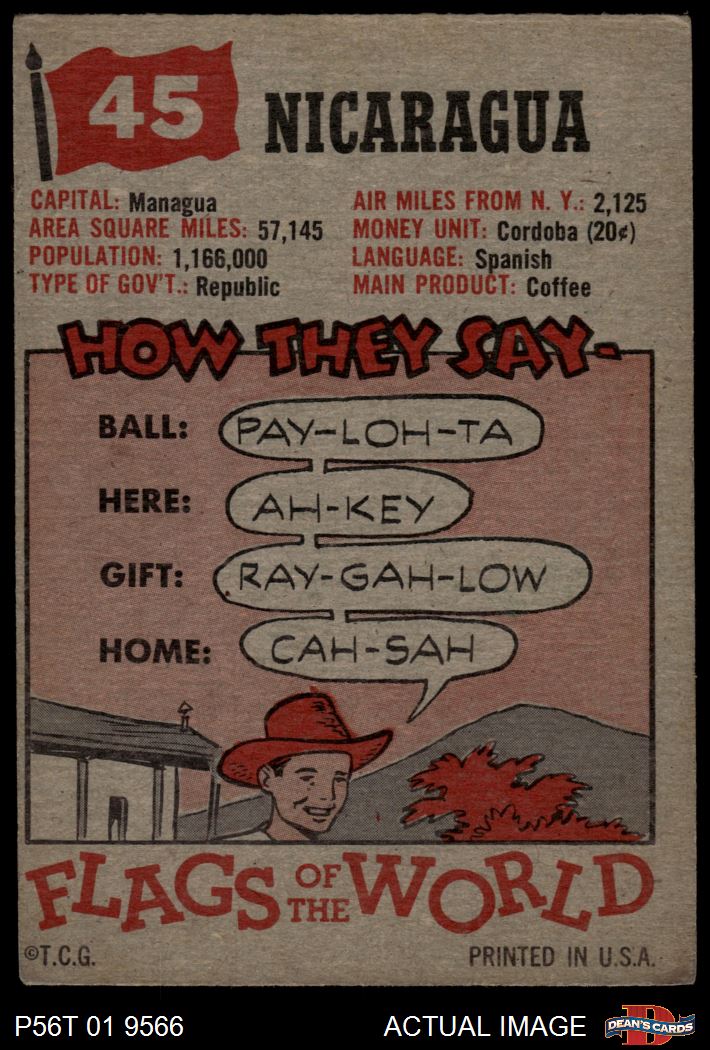 45 NICARAGUA
CAPITAL: Managua
AREA SQUARE MILES: 57,145
POPULATION: 1,166,000
TYPE OF GOV'T.: Republic
AIR MILES FROM N. Y.: 2,125
MONEY UNIT: Cordoba (20¢)
LANGUAGE: Spanish
MAIN PRODUCT: Coffee
HOW THEY SAY-
BALL: PAY-LOH-TA
HERE: AH-KEY
GIFT: RAY-GAH-LOW
HOME: CAH-SAH
FLAGS OF THE WORLD
©T.C.G. PRINTED IN U.S.A.
P56T 01 9566 ACTUAL IMAGE DEAN'S CARDS